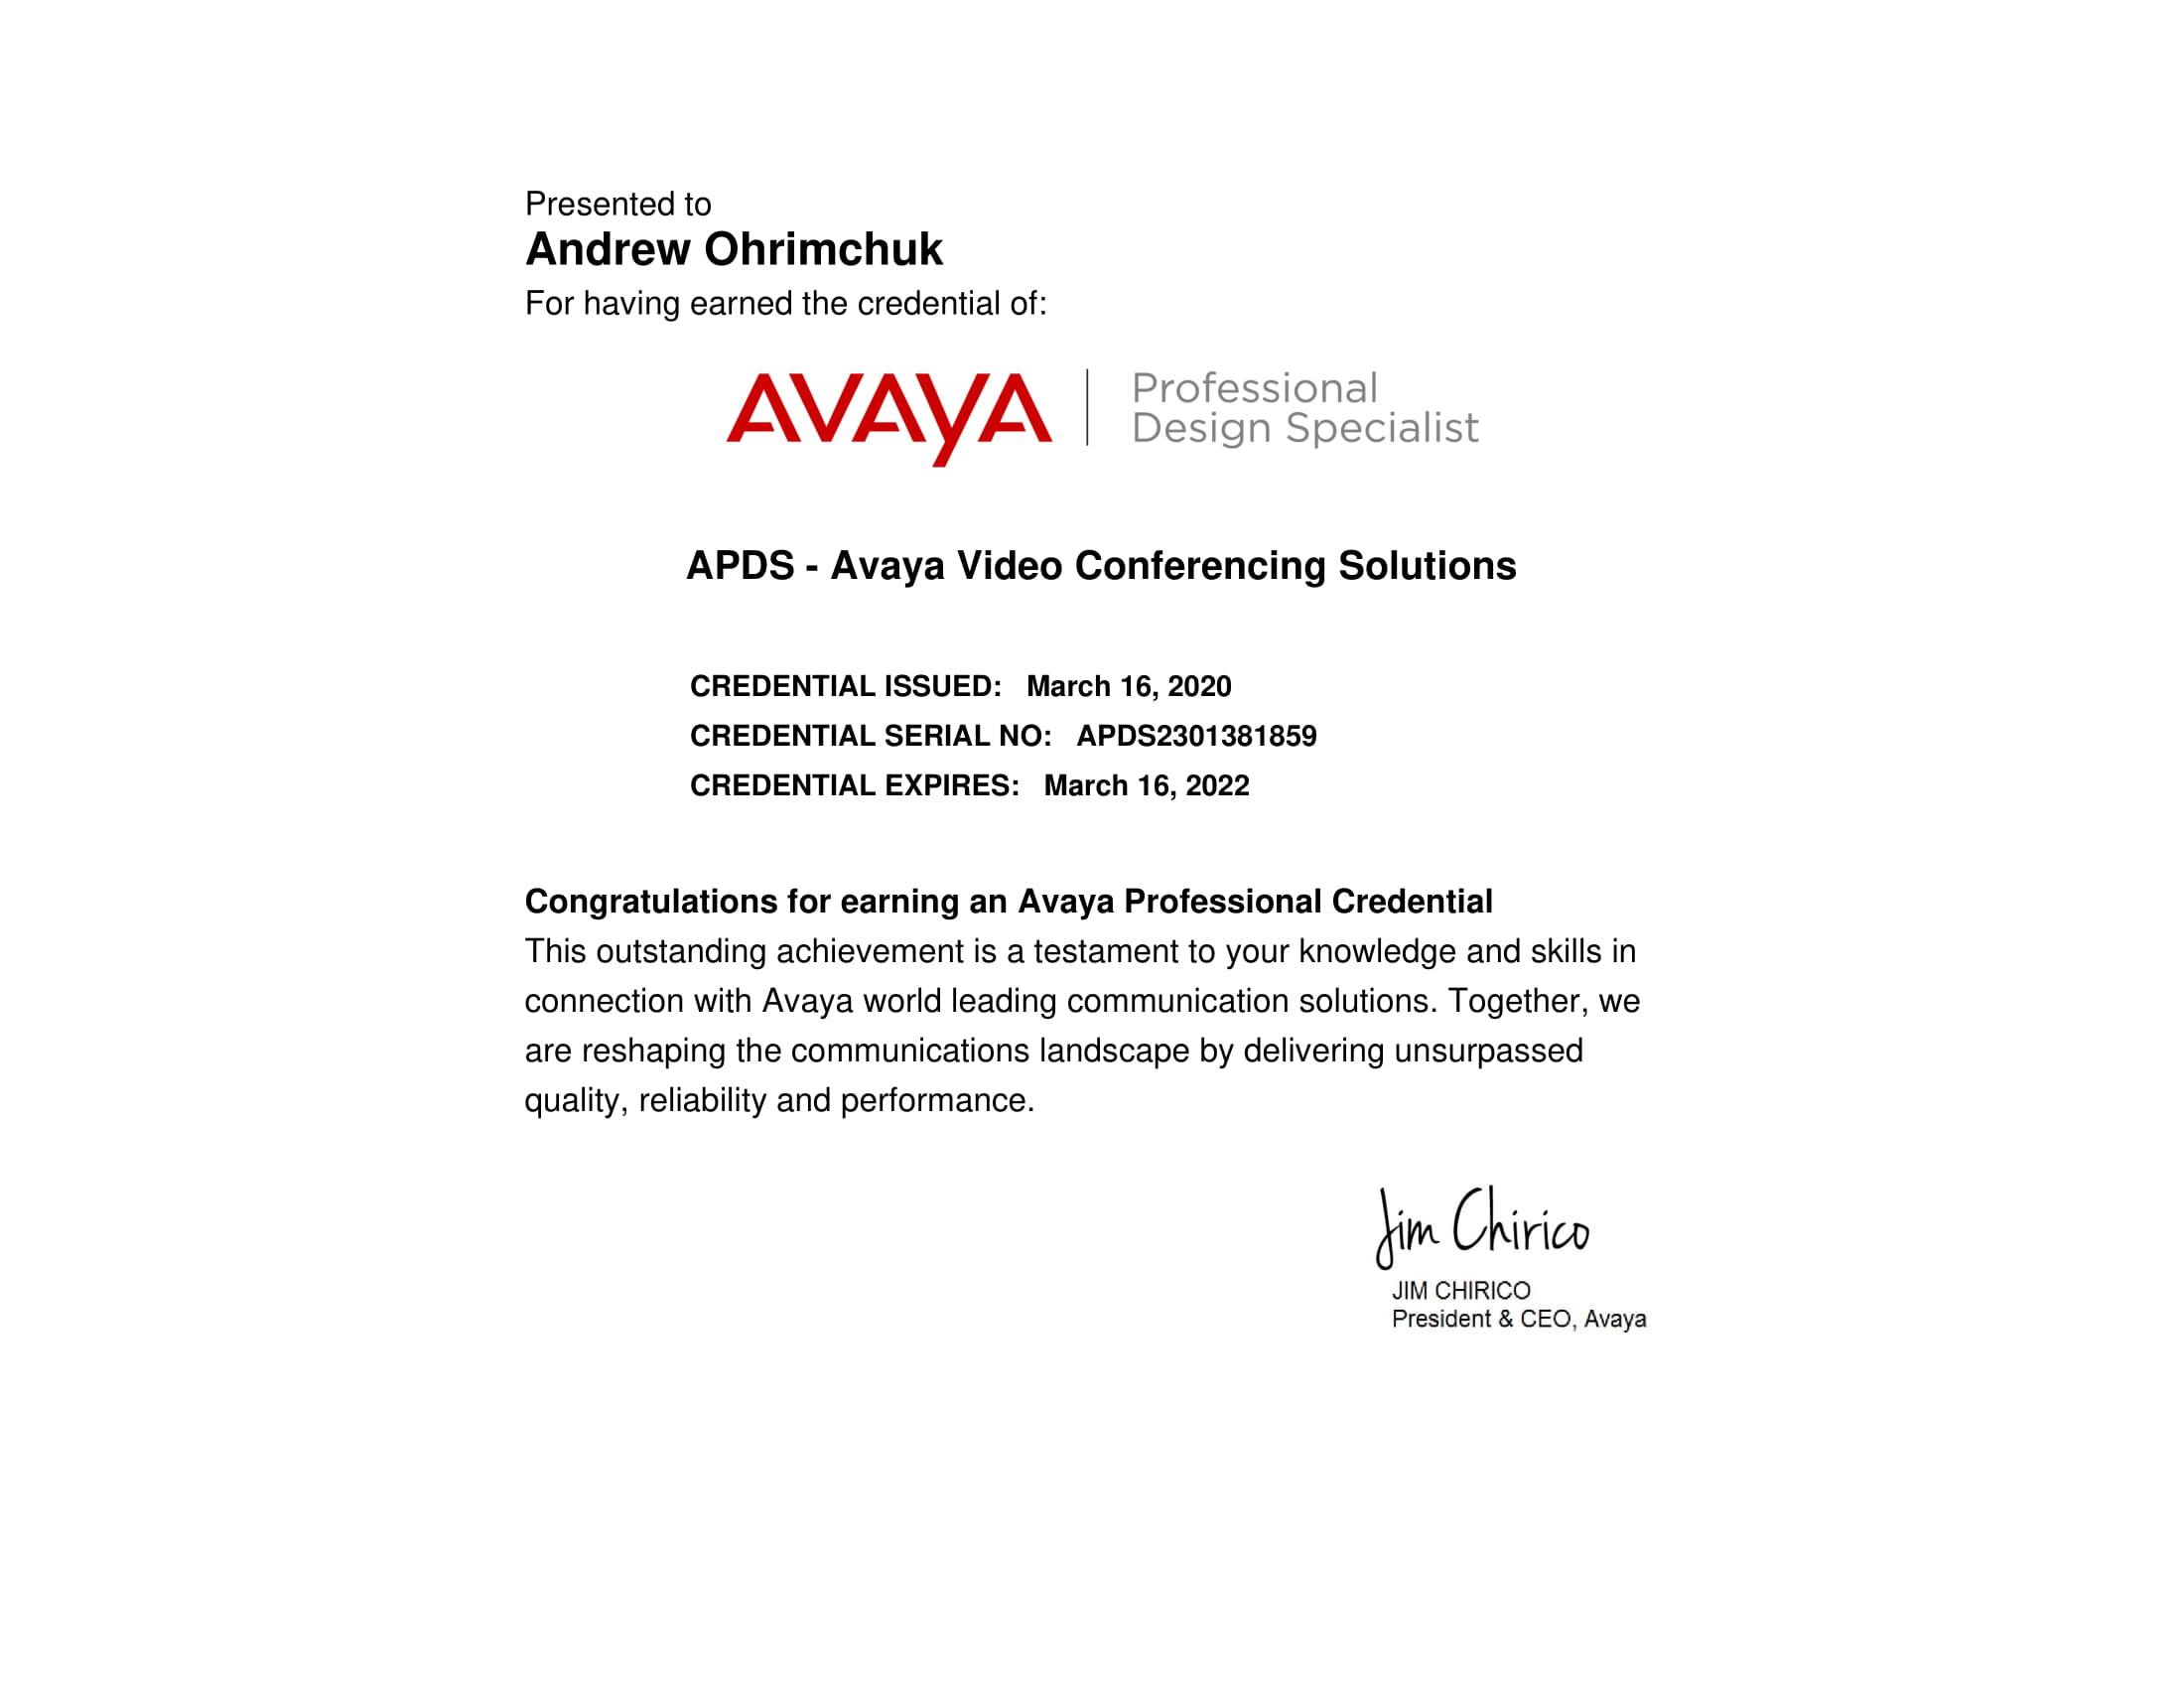 Presented to
Andrew Ohrimchuk
For having earned the credential of:
AVAYA
Professional
Design Specialist
APDS - Avaya Video Conferencing Solutions
CREDENTIAL ISSUED: March 16, 2020
CREDENTIAL SERIAL NO: APDS2301381859
CREDENTIAL EXPIRES: March 16, 2022
Congratulations for earning an Avaya Professional Credential
This outstanding achievement is a testament to your knowledge and skills in
connection with Avaya world leading communication solutions. Together, we
are reshaping the communications landscape by delivering unsurpassed
quality, reliability and performance.
Jim Chirico
JIM CHIRICO
President & CEO, Avaya